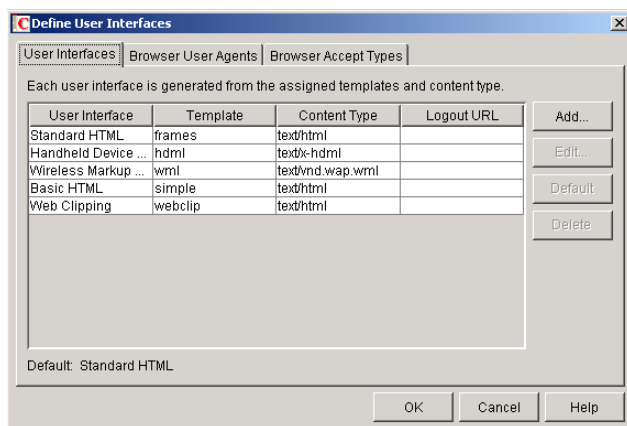 Define User Interfaces
User Interfaces Browser User Agents Browser Accept Types
Each user interface is generated from the assigned templates and content type.
User Interface Template Content Type Logout URL
Standard HTML frames text/html
Handheld Device ... hdml text/x-hdml
Wireless Markup ... wml text/vnd.wap.wml
Basic HTML simple text/html
Web Clipping webclip text/html
Add...
Edit...
Default
Delete
Default: Standard HTML
OK Cancel Help